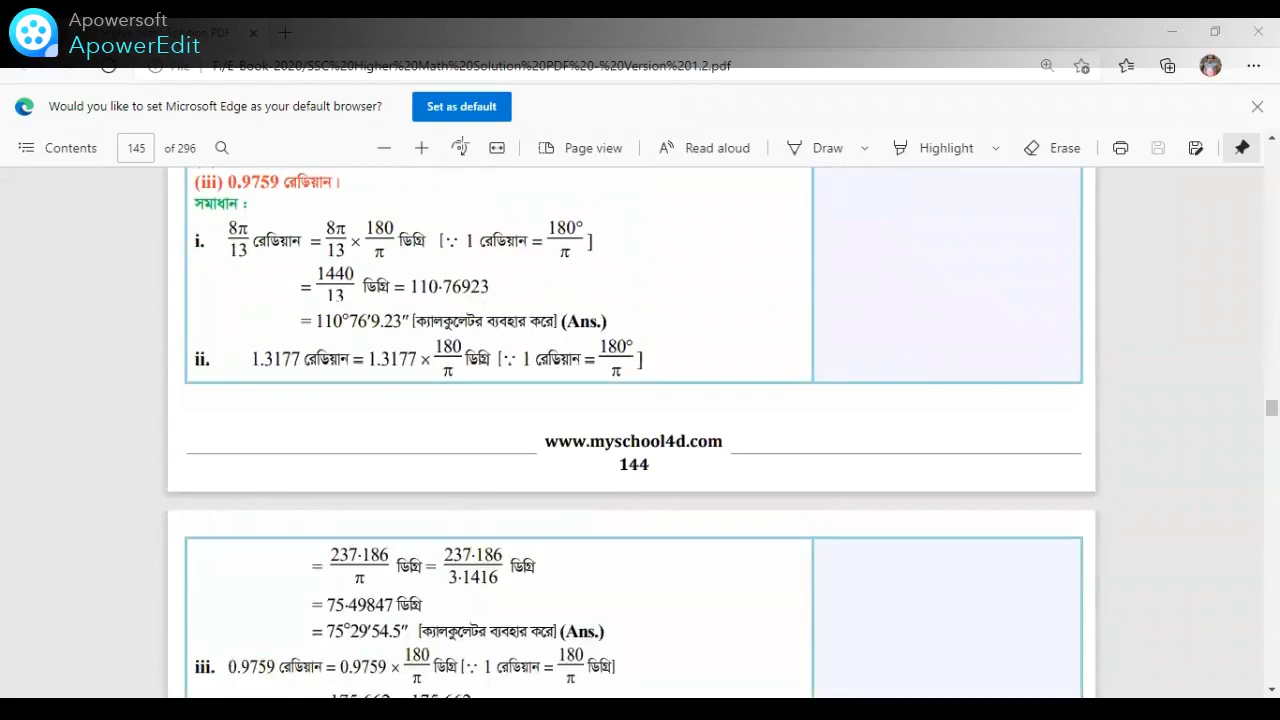 Apowersoft
ApowerEdit
F:/E-Book-2020/SSC%20Higher%20Math%20Solution%20PDF%20-%20Version%201.2.pdf
Would you like to set Microsoft Edge as your default browser? Set as default
Contents 145 of 296 Page view Read aloud Draw Highlight Erase
(iii) 0.9759 রেডিয়ান।
সমাধান :
i. 8π/13 রেডিয়ান = 8π/13 × 180/π ডিগ্রি [∵ 1 রেডিয়ান = 180°/π ]
= 1440/13 ডিগ্রি = 110·76923
= 110°76′9.23″ [ক্যালকুলেটর ব্যবহার করে] (Ans.)
ii. 1.3177 রেডিয়ান = 1.3177 × 180/π ডিগ্রি [∵ 1 রেডিয়ান = 180°/π ]
www.myschool4d.com
144
= 237·186/π ডিগ্রি = 237·186/3·1416 ডিগ্রি
= 75·49847 ডিগ্রি
= 75°29′54.5″ [ক্যালকুলেটর ব্যবহার করে] (Ans.)
iii. 0.9759 রেডিয়ান = 0.9759 × 180/π ডিগ্রি [∵ 1 রেডিয়ান = 180/π ডিগ্রি]